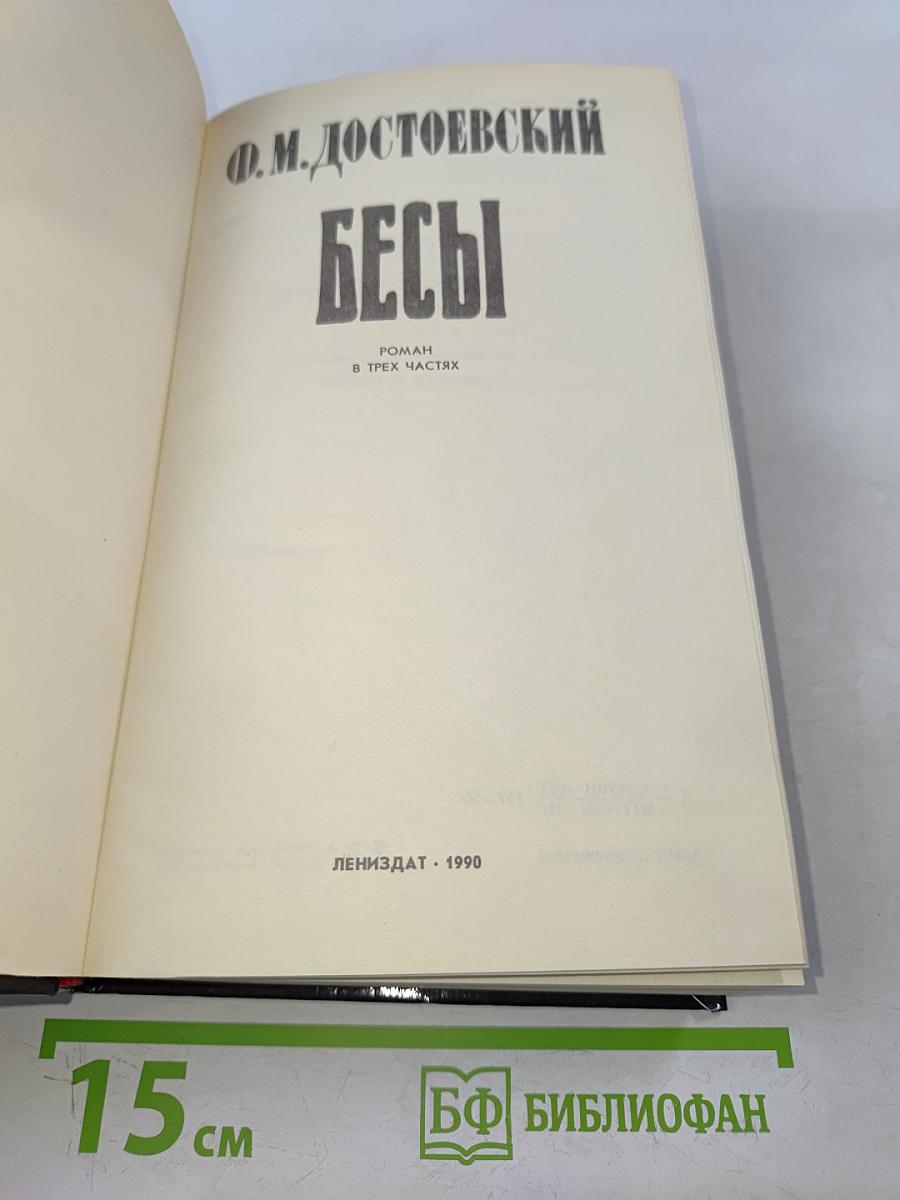 Ф. М. ДОСТОЕВСКИЙ
БЕСЫ
РОМАН
В ТРЕХ ЧАСТЯХ
ЛЕНИЗДАТ · 1990
15 см
БФ БИБЛИОФАН